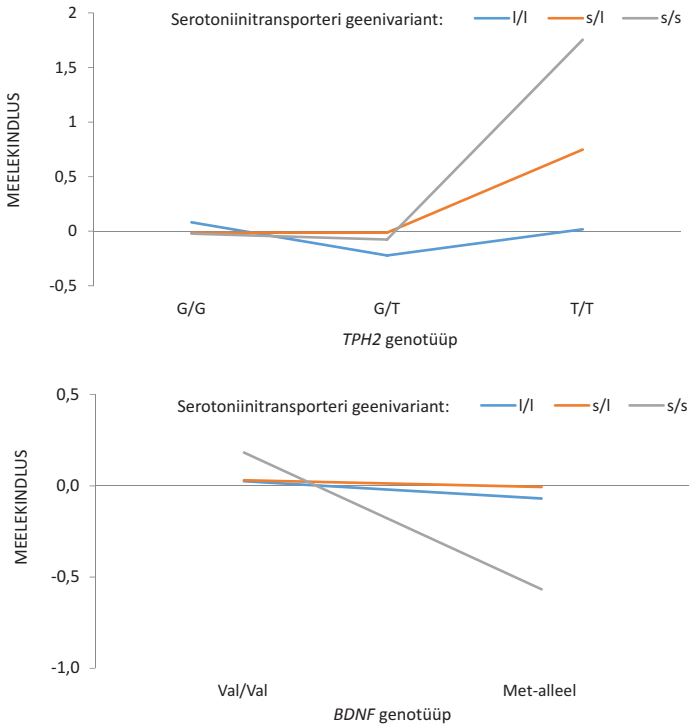 2
Serotoniinitransporteri geenivariant: l/l s/l s/s
1,5
1
0,5
0
-0,5
MEELEKINDLUS
G/G G/T T/T
TPH2 genotüüp
0,5
Serotoniinitransporteri geenivariant: l/l s/l s/s
0,0
-0,5
-1,0
MEELEKINDLUS
Val/Val Met-alleel
BDNF genotüüp